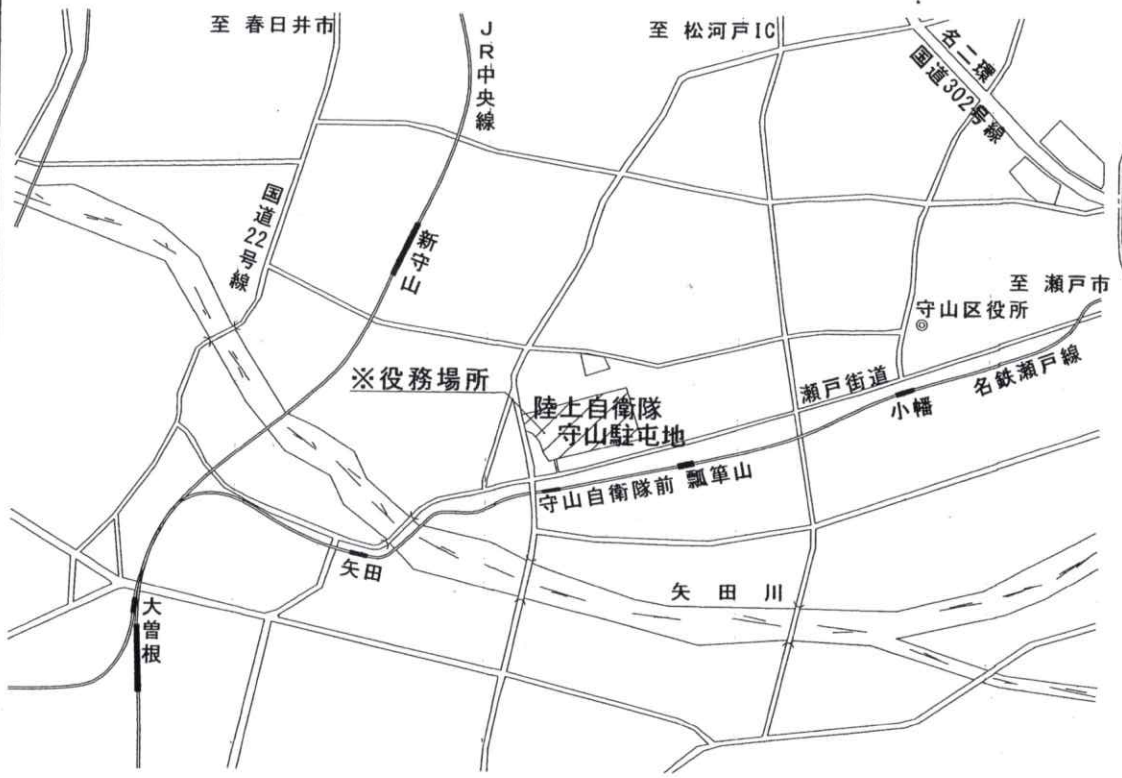 至 春日井市
JR中央線
至 松河戸IC
名二環
国道302号線
国道22号線
新守山
至 瀬戸市
守山区役所
※役務場所
瀬戸街道
名鉄瀬戸線
小幡
陸上自衛隊
守山駐屯地
守山自衛隊前
瓢箪山
矢田
矢田川
大曽根